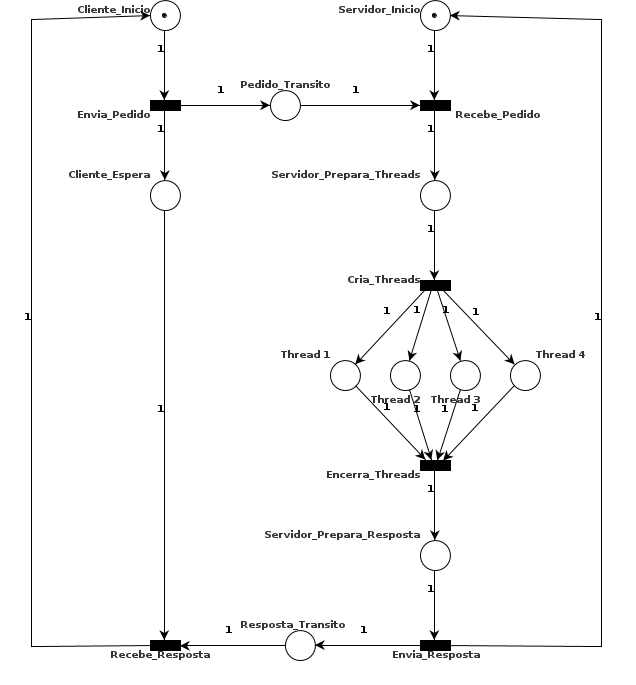 Cliente_Inicio
Servidor_Inicio
1
1
Pedido_Transito
1
1
Envia_Pedido
Recebe_Pedido
1
1
Cliente_Espera
Servidor_Prepara_Threads
1
Cria_Threads
1
1
1
1
1
1
Thread 1
Thread 4
Thread 2
Thread 3
1
1
1
1
1
Encerra_Threads
1
Servidor_Prepara_Resposta
1
Resposta_Transito
1
1
Recebe_Resposta
Envia_Resposta